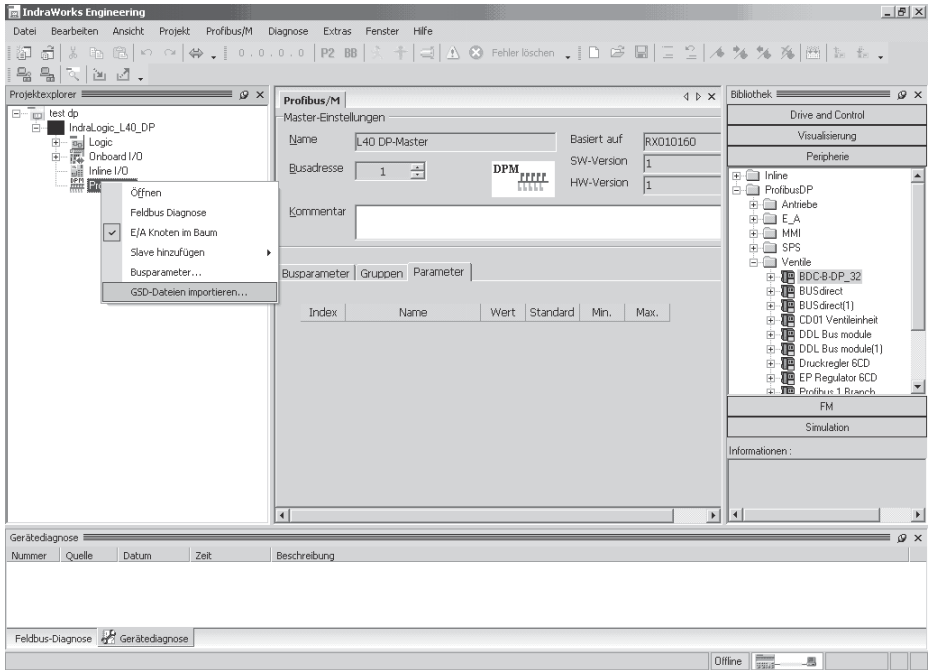 IndraWorks Engineering
Datei Bearbeiten Ansicht Projekt Profibus/M Diagnose Extras Fenster Hilfe
0 . 0 . 0 . 0 P2 BB Fehler löschen
Projektexplorer
test dp
IndraLogic_L40_DP
Logic
Onboard I/O
Inline I/O
Öffnen
Feldbus Diagnose
E/A Knoten im Baum
Slave hinzufügen
Busparameter...
GSD-Dateien importieren...
Profibus/M
Master-Einstellungen
Name L40 DP-Master Basiert auf RX010160
Busadresse 1 DPM SW-Version 1
HW-Version 1
Kommentar
Busparameter Gruppen Parameter
Index Name Wert Standard Min. Max.
Bibliothek
Drive and Control
Visualisierung
Peripherie
Inline
ProfibusDP
Antriebe
E_A
MMI
SPS
Ventile
BDC-B-DP_32
BUSdirect
BUSdirect(1)
CD01 Ventileinheit
DDL Bus module
DDL Bus module(1)
Druckregler 6CD
EP Regulator 6CD
Profibus 1 Branch
FM
Simulation
Informationen :
Gerätediagnose
Nummer Quelle Datum Zeit Beschreibung
Feldbus-Diagnose Gerätediagnose
Offline